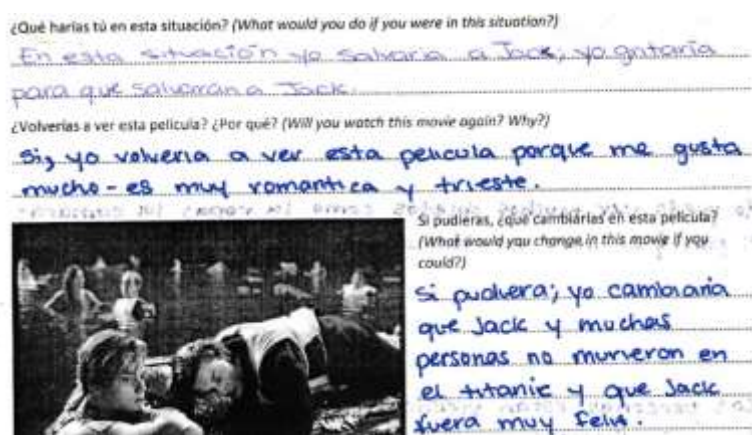 ¿Qué harías tú en esta situación? (What would you do if you were in this situation?)
En esta situación yo salvaría a Jack; yo gritaría
para que salvaran a Jack.
¿Volverías a ver esta película? ¿Por qué? (Will you watch this movie again? Why?)
Si, yo volveria a ver esta pelicula porque me gusta
mucho - es muy romantica y trieste.
Si pudieras, ¿qué cambiarías en esta película?
(What would you change in this movie if you
could?)
Si pudiera; yo cambiaria
que Jack y muchas
personas no murieron en
el titanic y que Jack
fuera muy